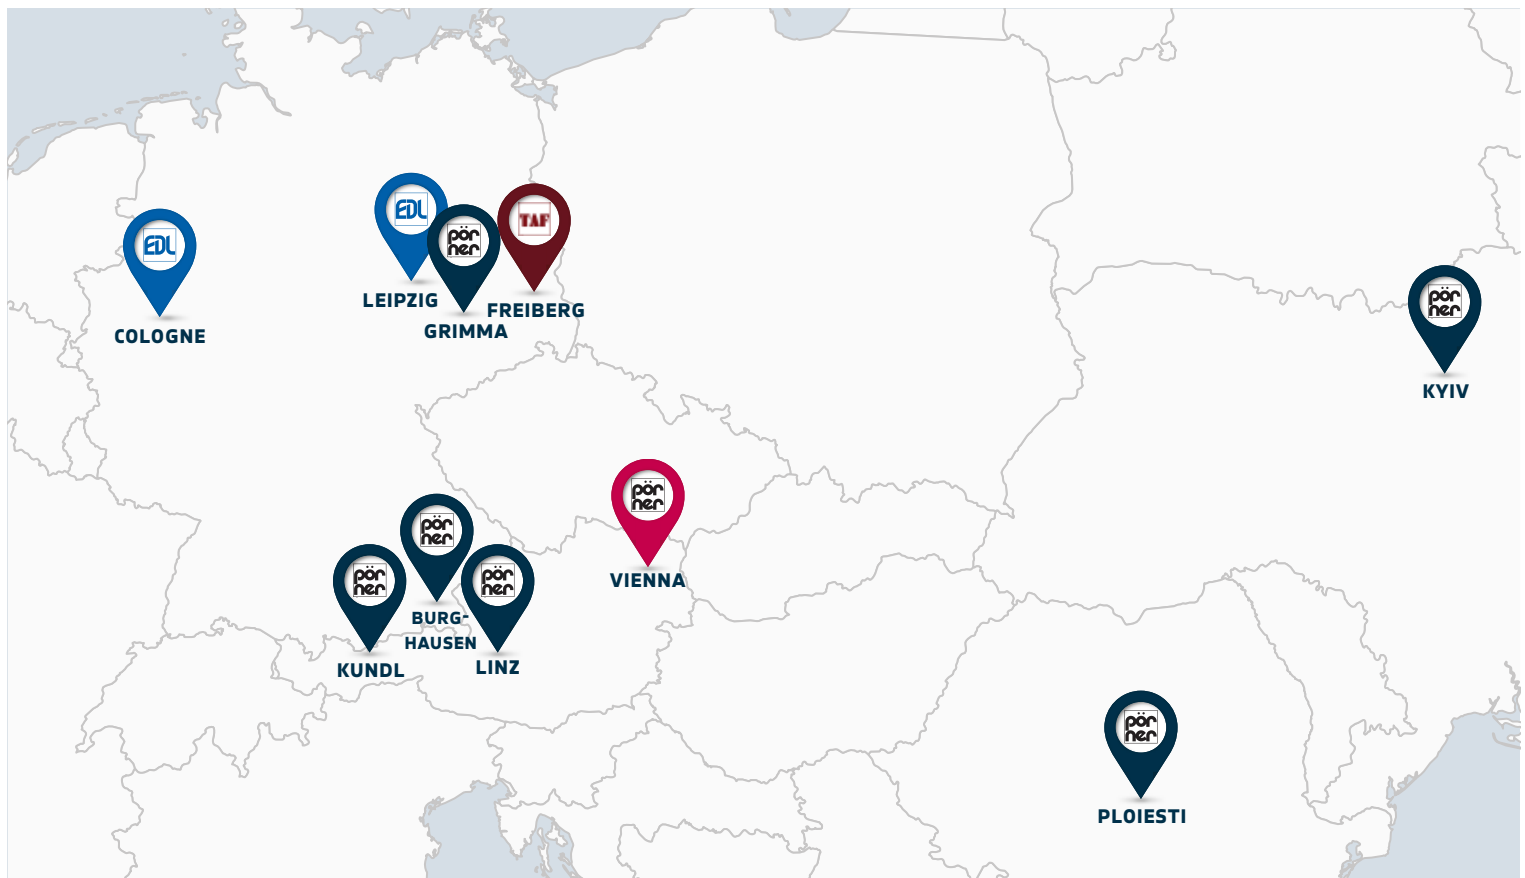 EDL
COLOGNE
EDL
LEIPZIG
pör
ner
GRIMMA
TAF
FREIBERG
pör
ner
KYIV
pör
ner
VIENNA
pör
ner
BURG-
HAUSEN
pör
ner
KUNDL
pör
ner
LINZ
pör
ner
PLOIESTI